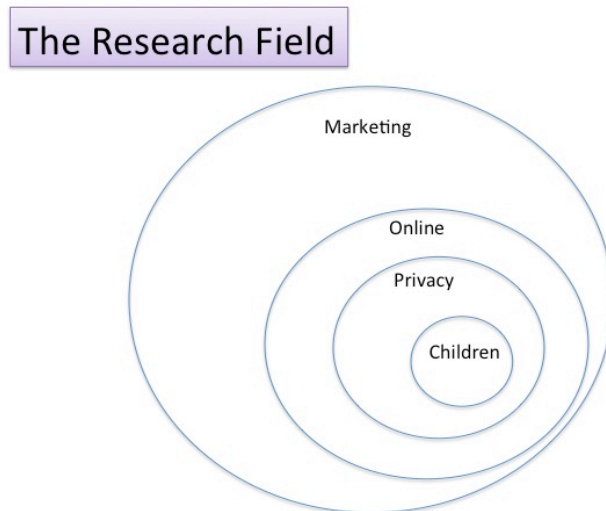 The Research Field
Marketing
Online
Privacy
Children